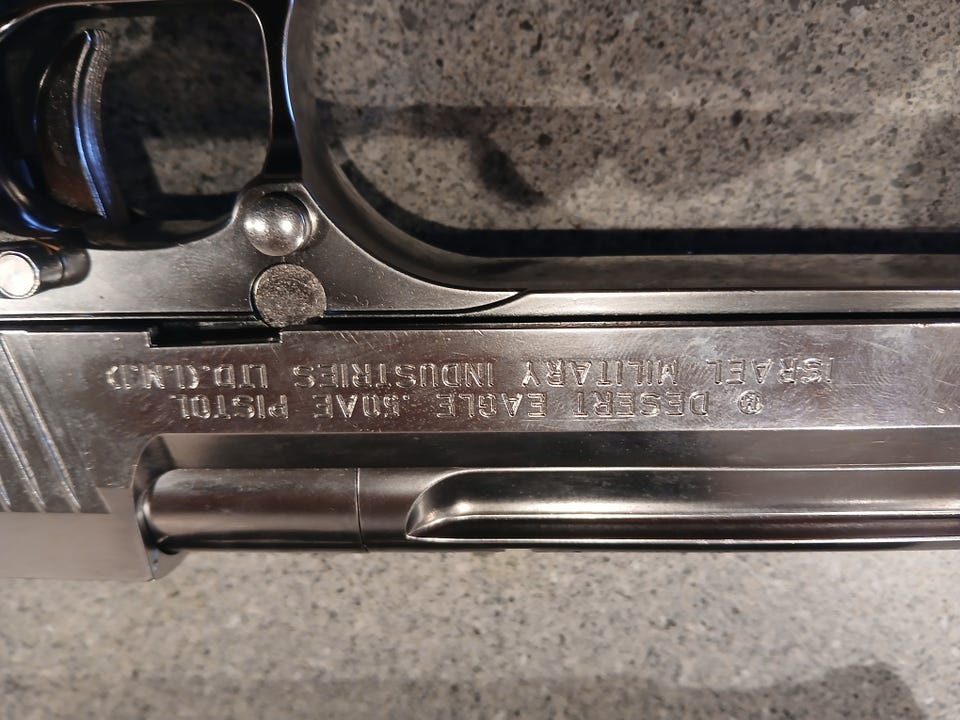 ® DESERT EAGLE .50AE PISTOL
ISRAEL MILITARY INDUSTRIES LTD.(I.M.I)